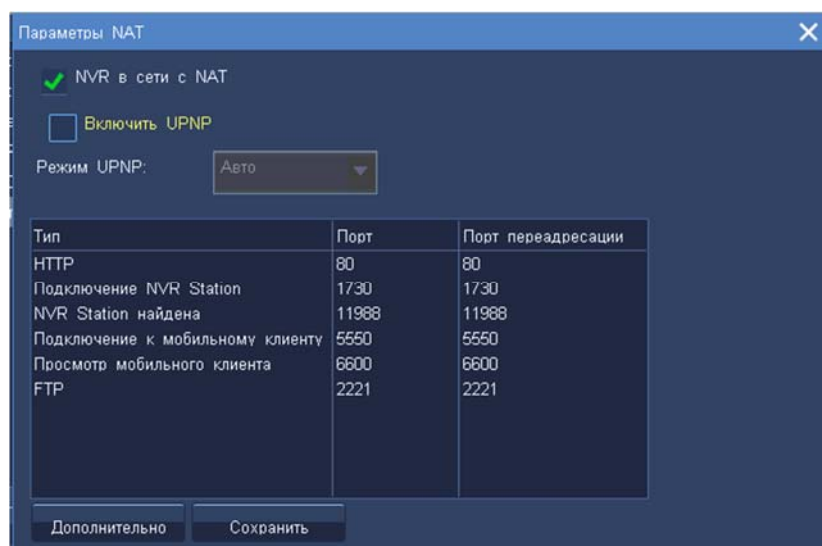 Параметры NAT
NVR в сети с NAT
Включить UPNP
Режим UPNP: Авто
Тип Порт Порт переадресации
HTTP 80 80
Подключение NVR Station 1730 1730
NVR Station найдена 11988 11988
Подключение к мобильному клиенту 5550 5550
Просмотр мобильного клиента 6600 6600
FTP 2221 2221
Дополнительно Сохранить